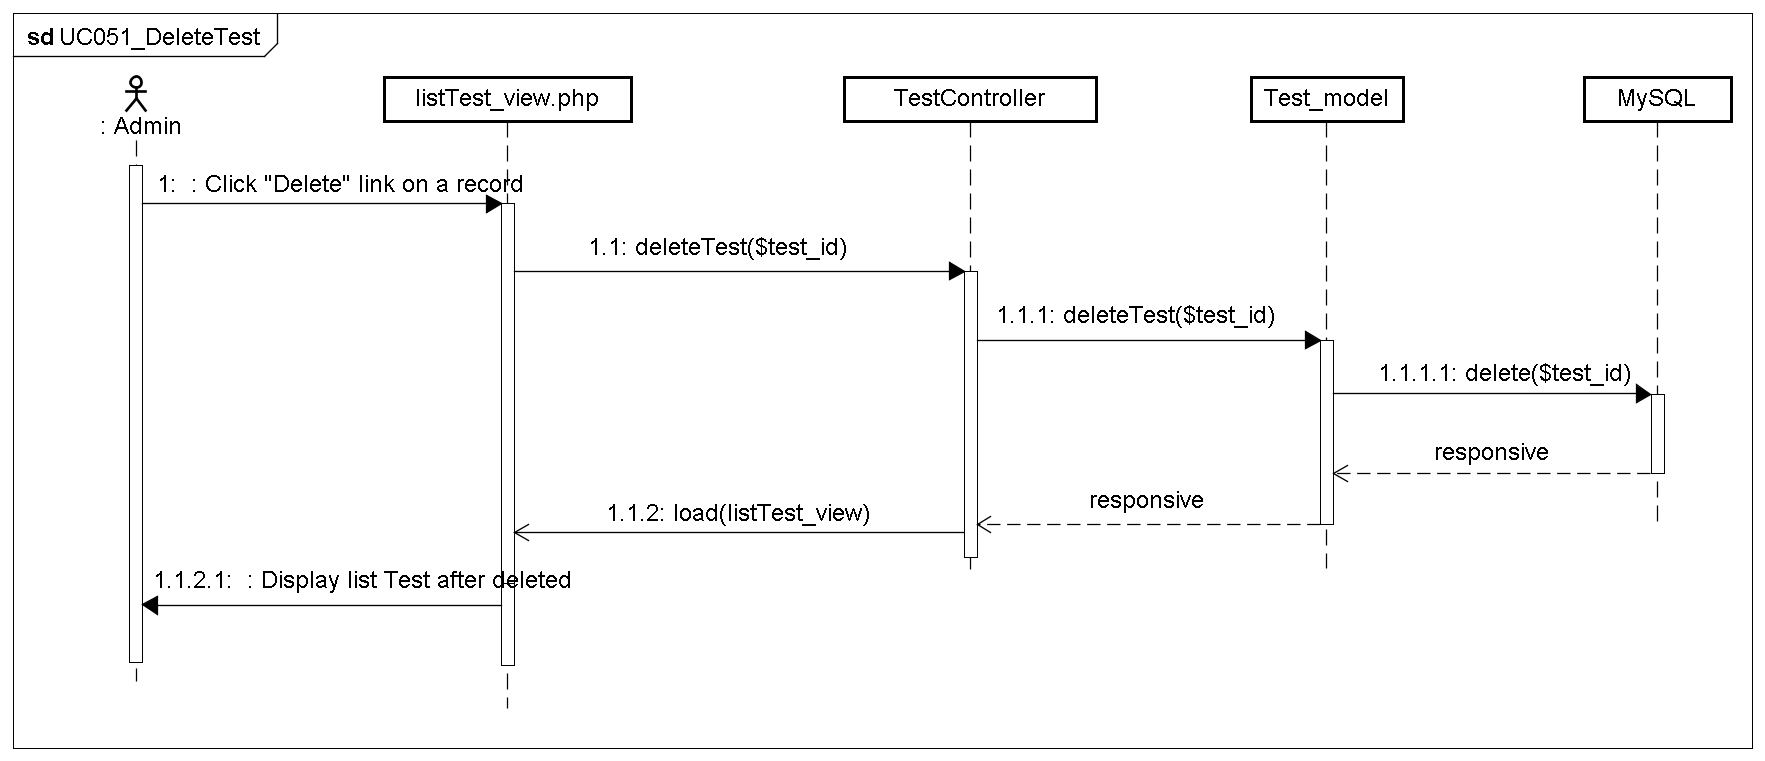 sd UC051_DeleteTest
: Admin
listTest_view.php
TestController
Test_model
MySQL
1:  : Click "Delete" link on a record
1.1: deleteTest($test_id)
1.1.1: deleteTest($test_id)
1.1.1.1: delete($test_id)
responsive
responsive
1.1.2: load(listTest_view)
1.1.2.1:  : Display list Test after deleted